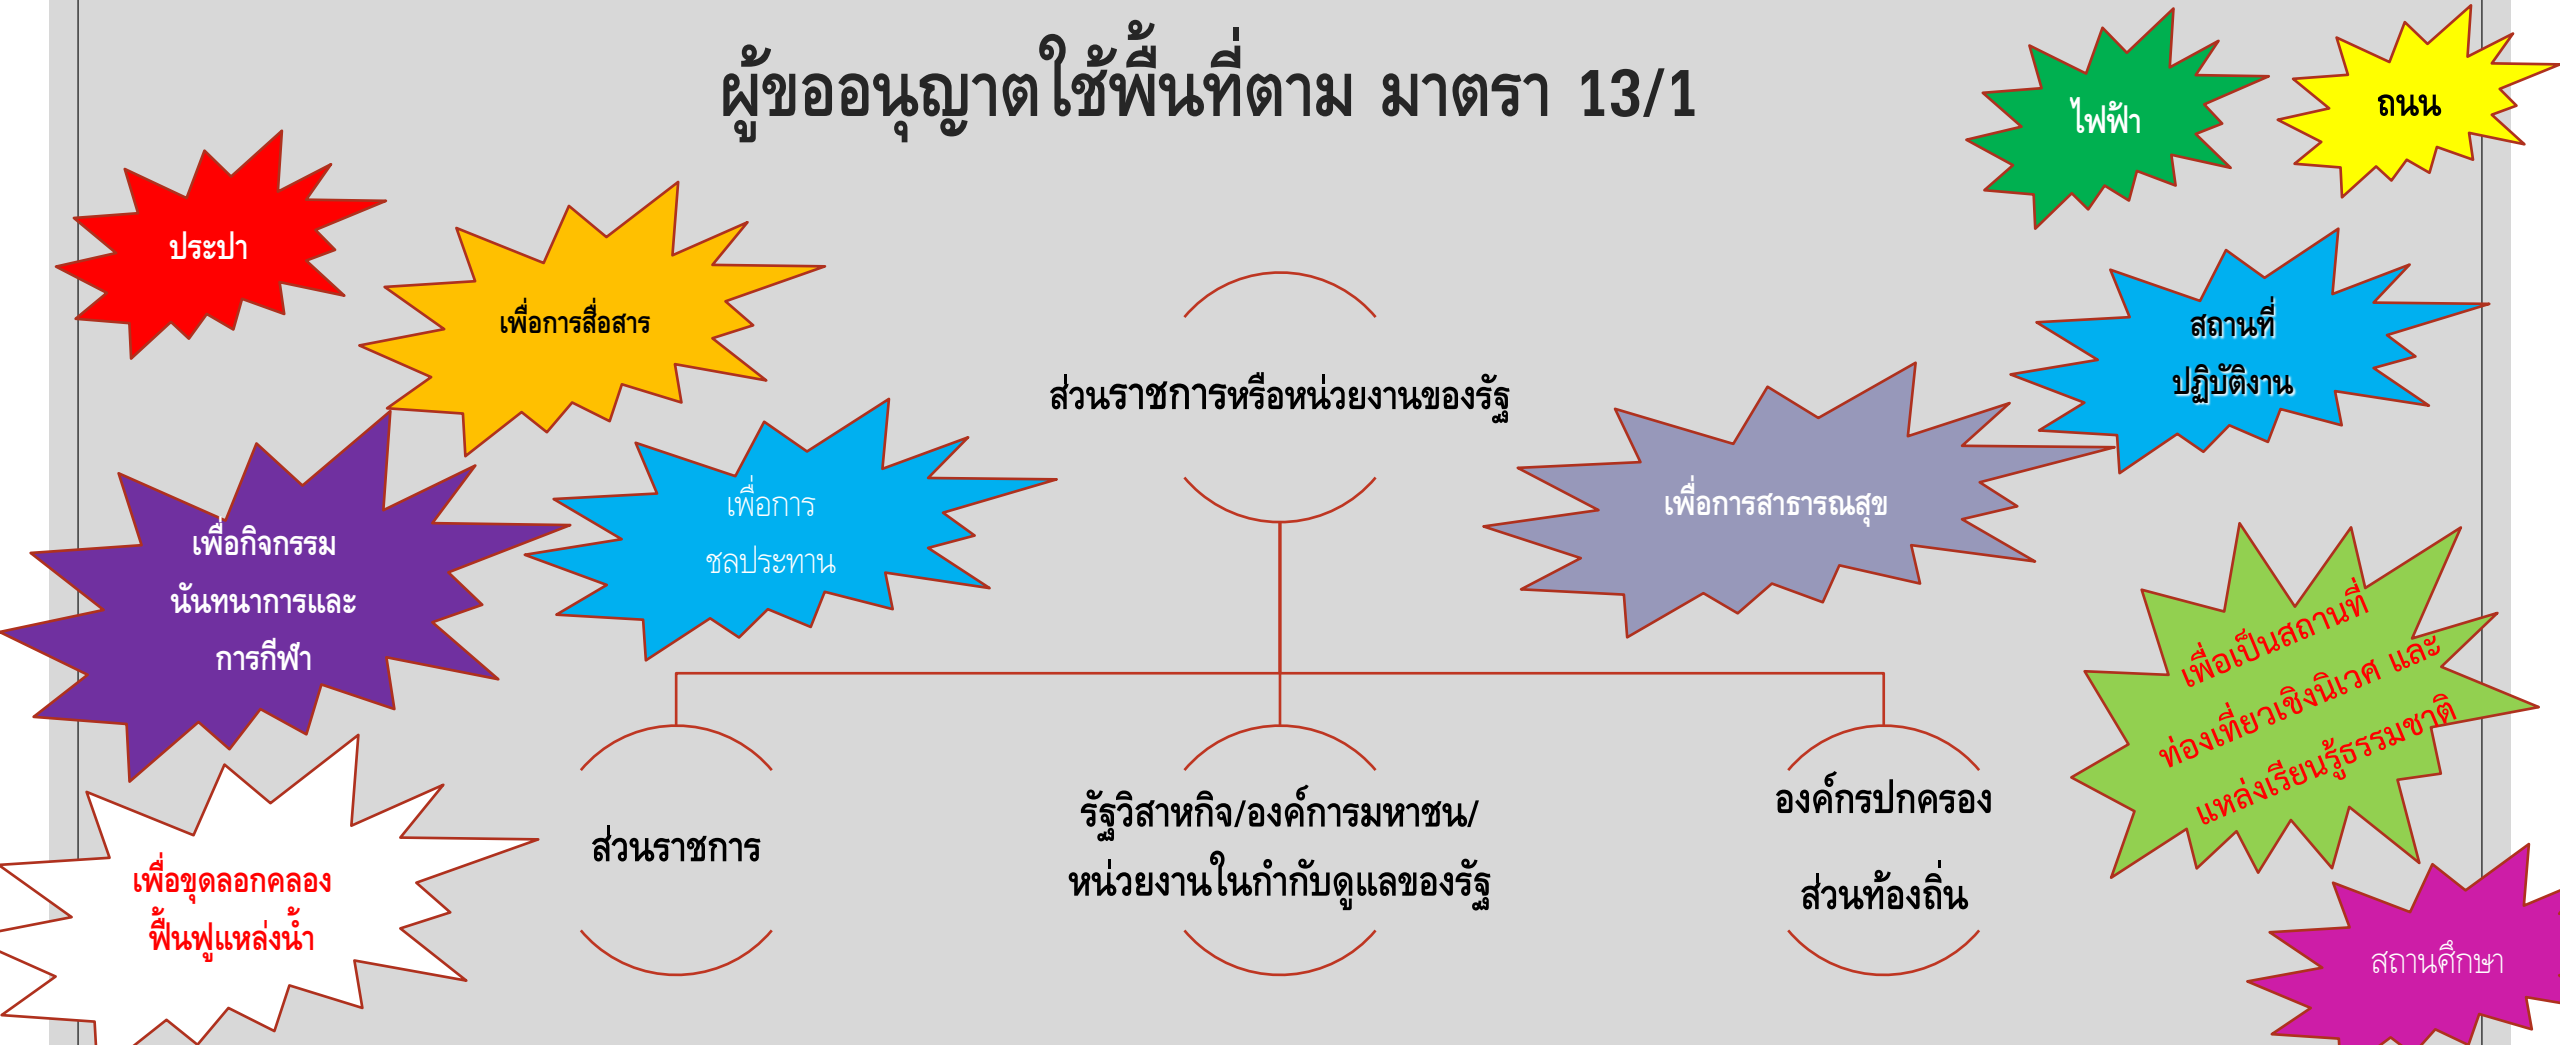 ผู้ขออนุญาตใช้พื้นที่ตาม มาตรา 13/1
ไฟฟ้า
ถนน
ประปา
เพื่อการสื่อสาร
สถานที่
ปฏิบัติงาน
ส่วนราชการหรือหน่วยงานของรัฐ
เพื่อการ
ชลประทาน
เพื่อการสาธารณสุข
เพื่อกิจกรรม
นันทนาการและ
การกีฬา
เพื่อเป็นสถานที่
ท่องเที่ยวเชิงนิเวศ และ
แหล่งเรียนรู้ธรรมชาติ
ส่วนราชการ
รัฐวิสาหกิจ/องค์การมหาชน/
หน่วยงานในกำกับดูแลของรัฐ
องค์กรปกครอง
ส่วนท้องถิ่น
เพื่อขุดลอกคลอง
ฟื้นฟูแหล่งน้ำ
สถานศึกษา